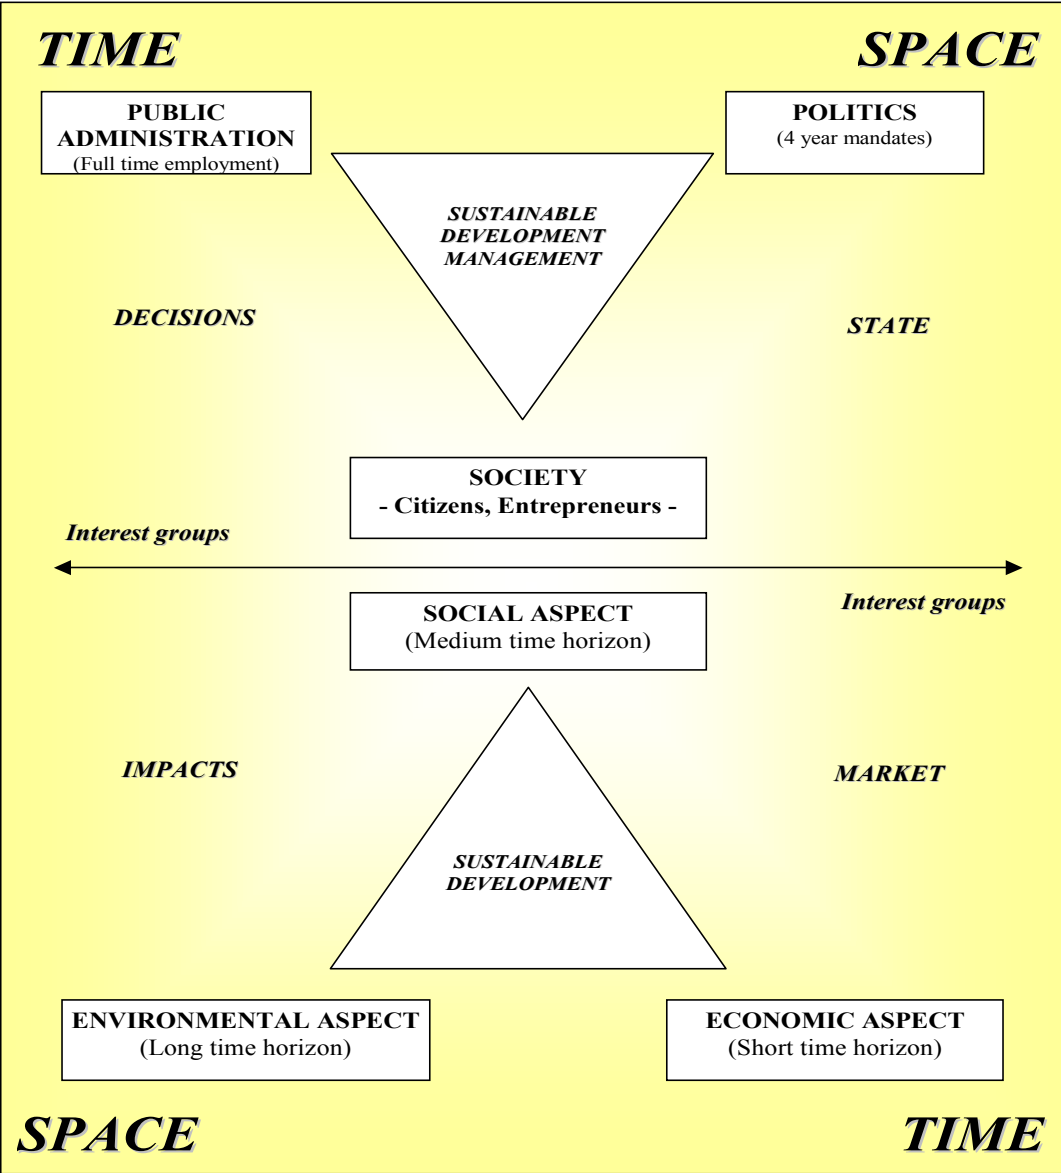 TIME
SPACE
PUBLIC
ADMINISTRATION
(Full time employment)
POLITICS
(4 year mandates)
SUSTAINABLE
DEVELOPMENT
MANAGEMENT
DECISIONS
STATE
SOCIETY
- Citizens, Entrepreneurs -
Interest groups
Interest groups
SOCIAL ASPECT
(Medium time horizon)
IMPACTS
MARKET
SUSTAINABLE
DEVELOPMENT
ENVIRONMENTAL ASPECT
(Long time horizon)
ECONOMIC ASPECT
(Short time horizon)
SPACE
TIME